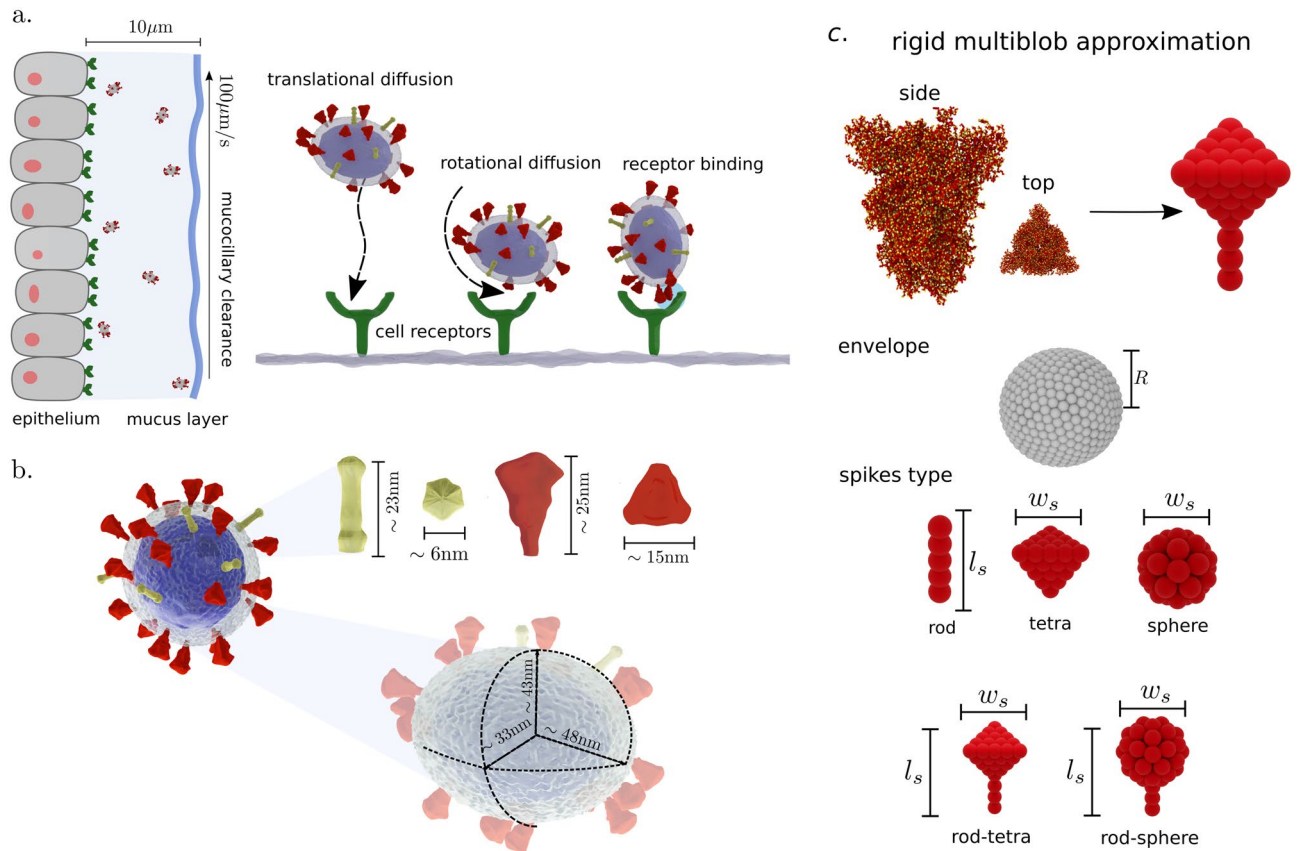 a.
10μm
100μm/s
mucocillary clearance
epithelium
mucus layer
translational diffusion
rotational diffusion
receptor binding
cell receptors
b.
~ 23nm
~ 6nm
~ 25nm
~ 15nm
~ 43nm
~ 33nm
~ 48nm
c.
rigid multiblob approximation
side
top
envelope
R
spikes type
l_s
rod
w_s
tetra
w_s
sphere
w_s
l_s
rod-tetra
w_s
l_s
rod-sphere